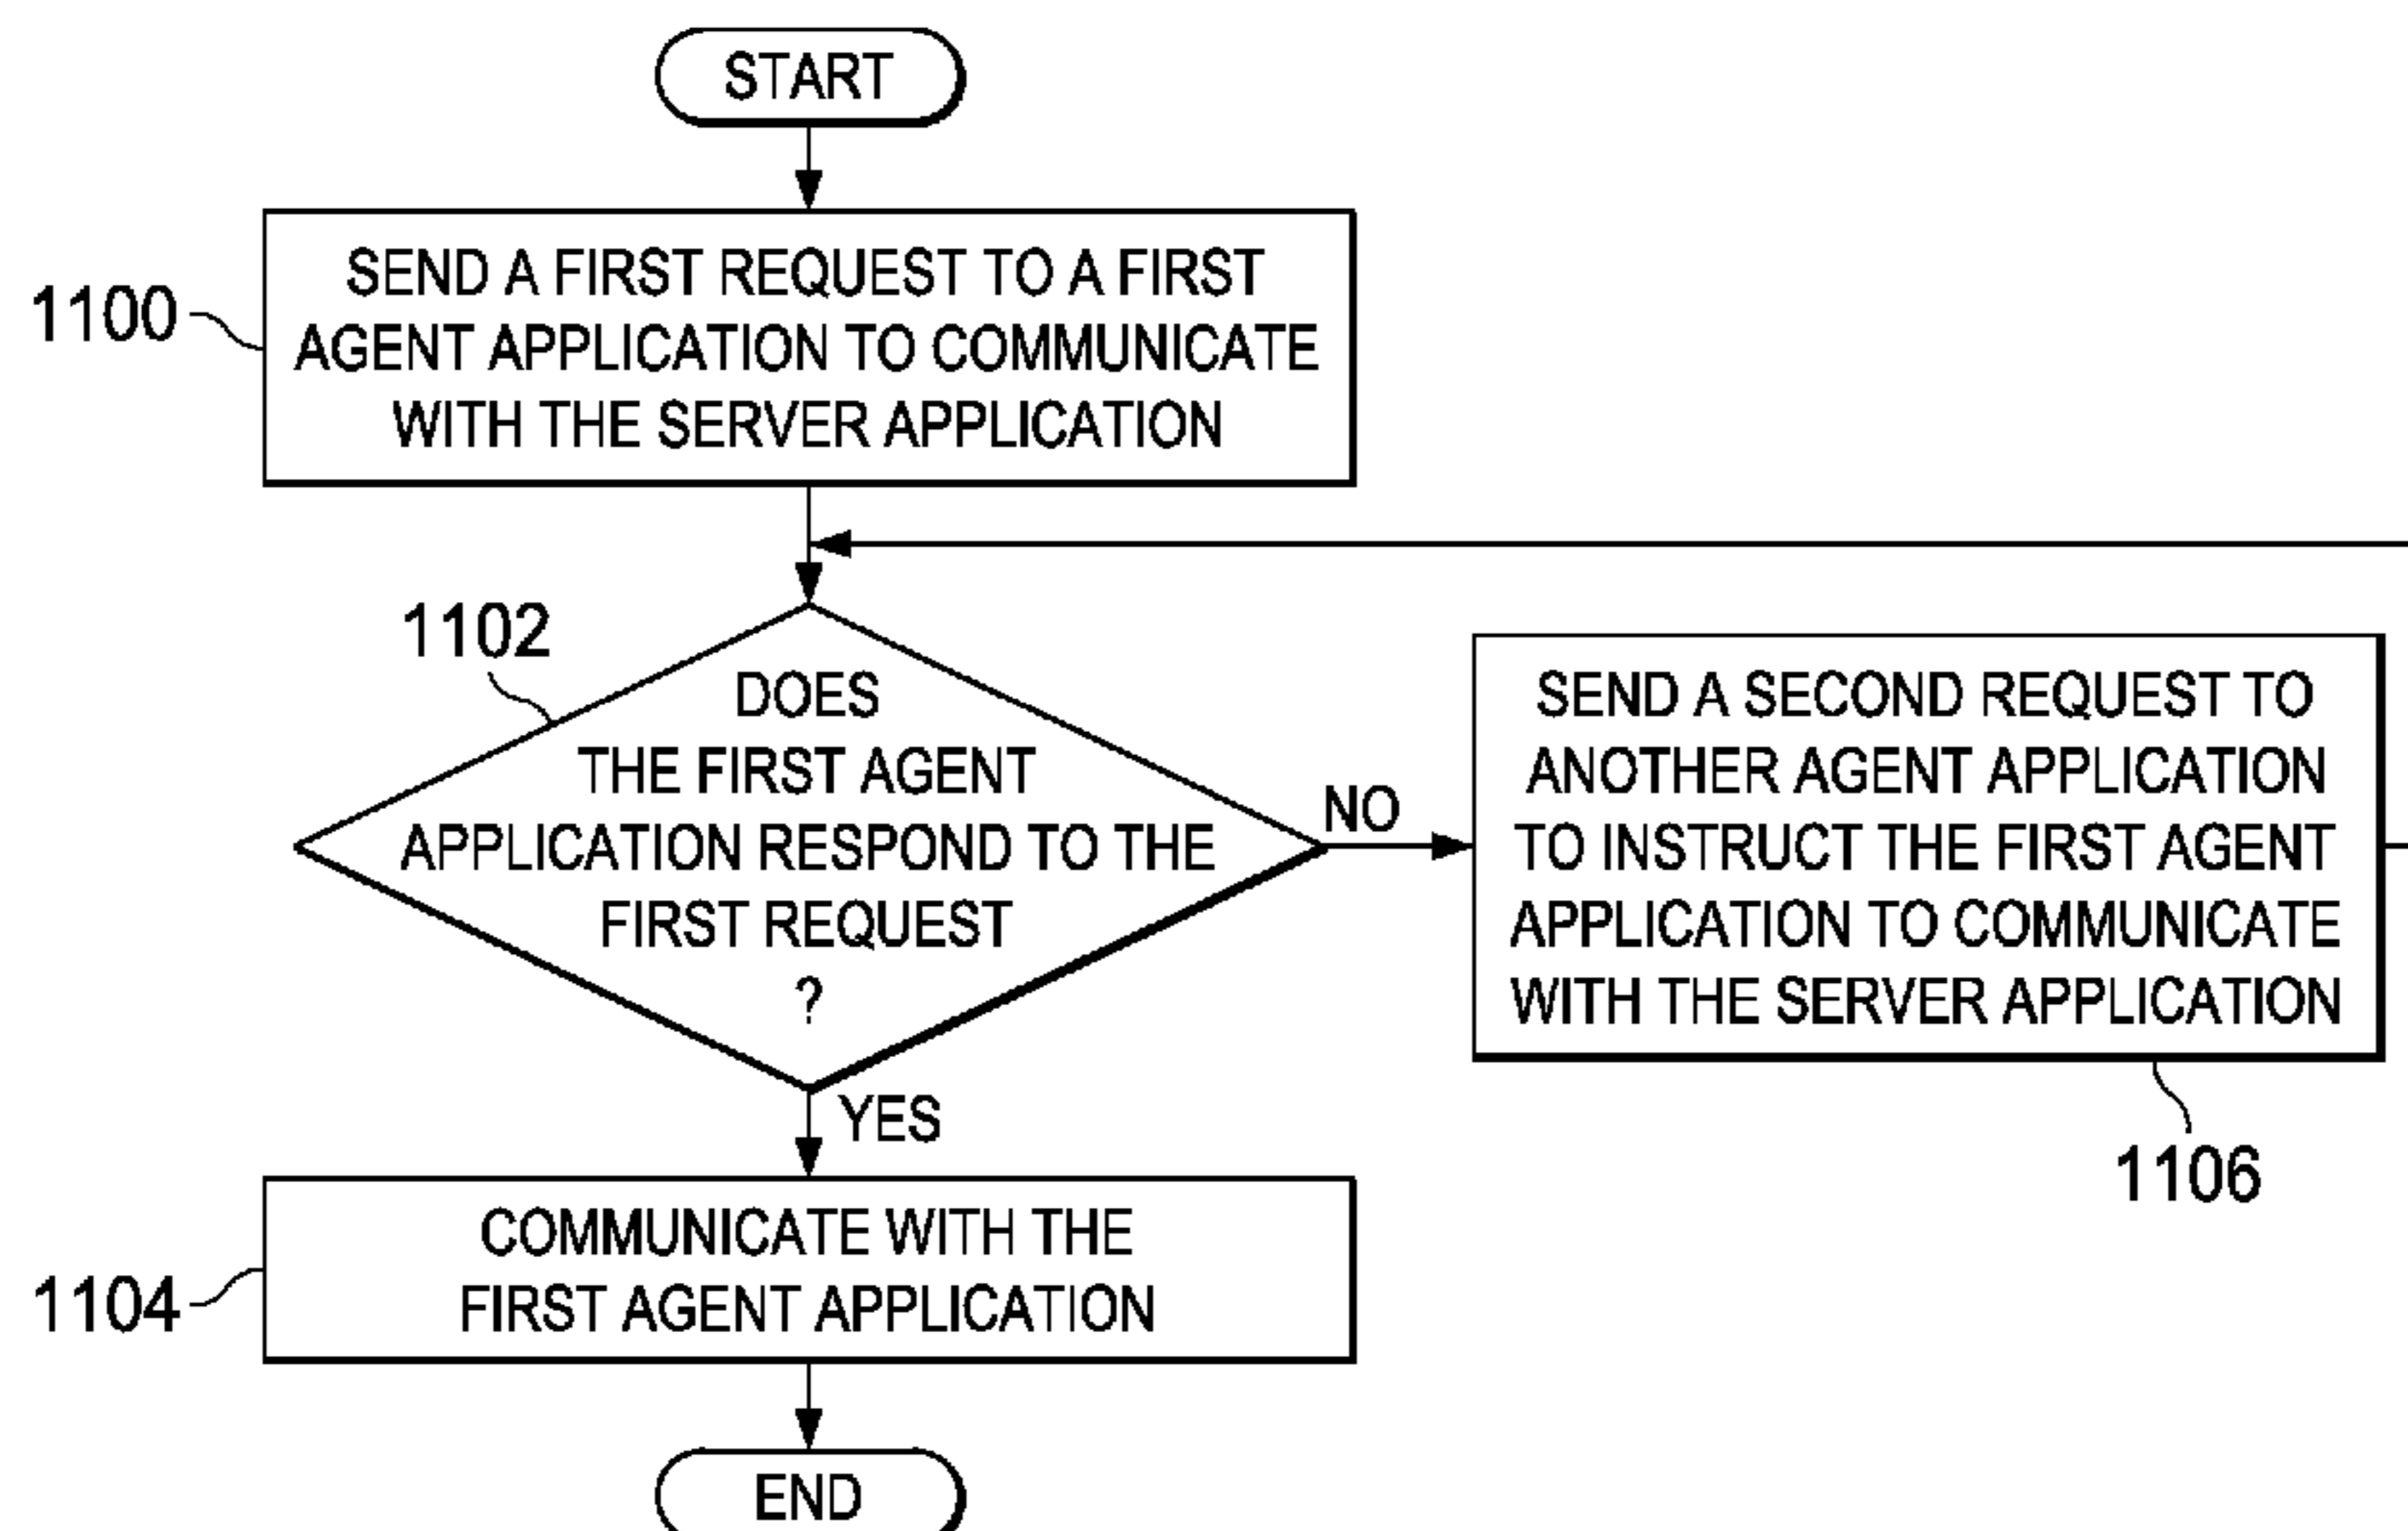 START
1100
SEND A FIRST REQUEST TO A FIRST
AGENT APPLICATION TO COMMUNICATE
WITH THE SERVER APPLICATION
1102
DOES
THE FIRST AGENT
APPLICATION RESPOND TO THE
FIRST REQUEST
?
NO
SEND A SECOND REQUEST TO
ANOTHER AGENT APPLICATION
TO INSTRUCT THE FIRST AGENT
APPLICATION TO COMMUNICATE
WITH THE SERVER APPLICATION
1106
YES
1104
COMMUNICATE WITH THE
FIRST AGENT APPLICATION
END